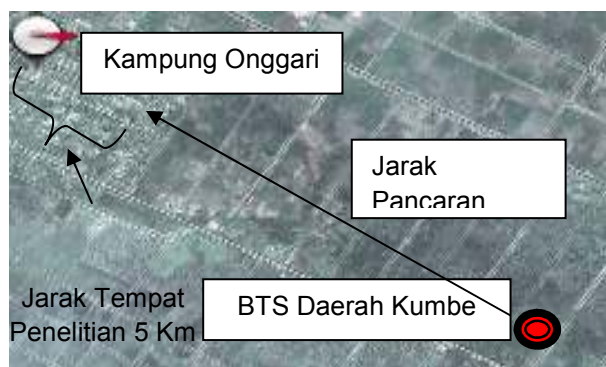 Kampung Onggari
Jarak
Pancaran
Jarak Tempat
Penelitian 5 Km
BTS Daerah Kumbe